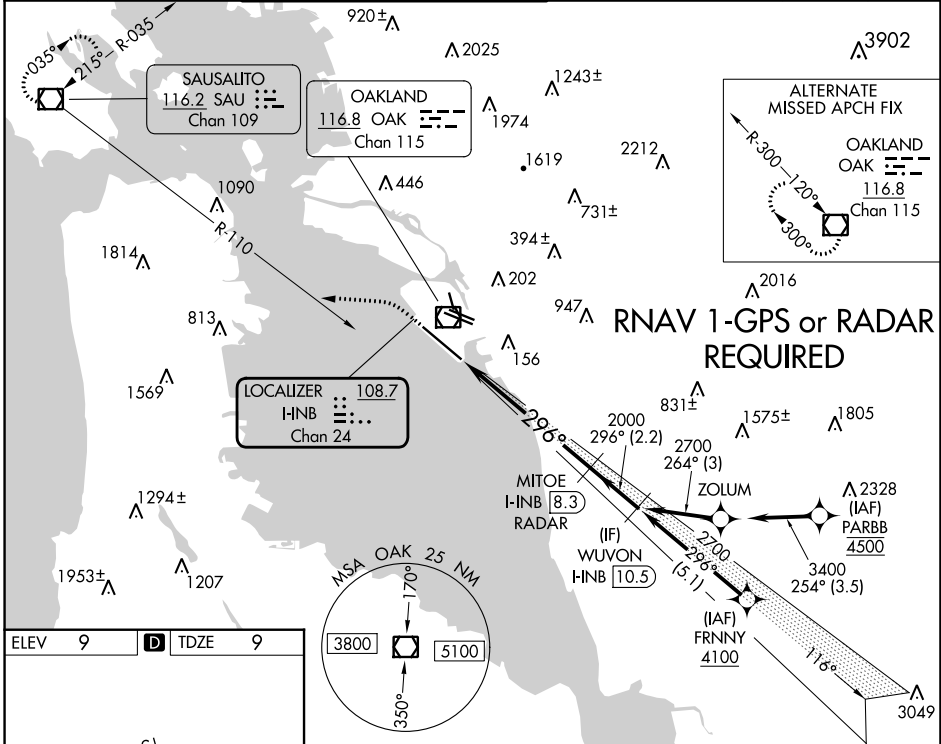 920±
2025
3902
035°
215°
R-035
SAUSALITO
116.2 SAU
Chan 109
OAKLAND
116.8 OAK
Chan 115
1243±
1974
1619
2212
ALTERNATE
MISSED APCH FIX
R-300
120°
300°
OAKLAND
OAK
116.8
Chan 115
446
731±
1090
R-110
1814
394±
202
2016
813
947
156
RNAV 1-GPS or RADAR
REQUIRED
1569
LOCALIZER 108.7
I-INB
Chan 24
831±
1575±
1805
296°
2000
296° (2.2)
2700
264° (3)
MITOE
I-INB 8.3
RADAR
ZOLUM
2328
(IAF)
PARBB
4500
1294±
(IF)
WUVON
I-INB 10.5
2700
296°
(5.1)
3400
254° (3.5)
1953±
1207
MSA OAK 25 NM
170°
3800
5100
350°
(IAF)
FRNNY
4100
116°
3049
ELEV 9 D TDZE 9